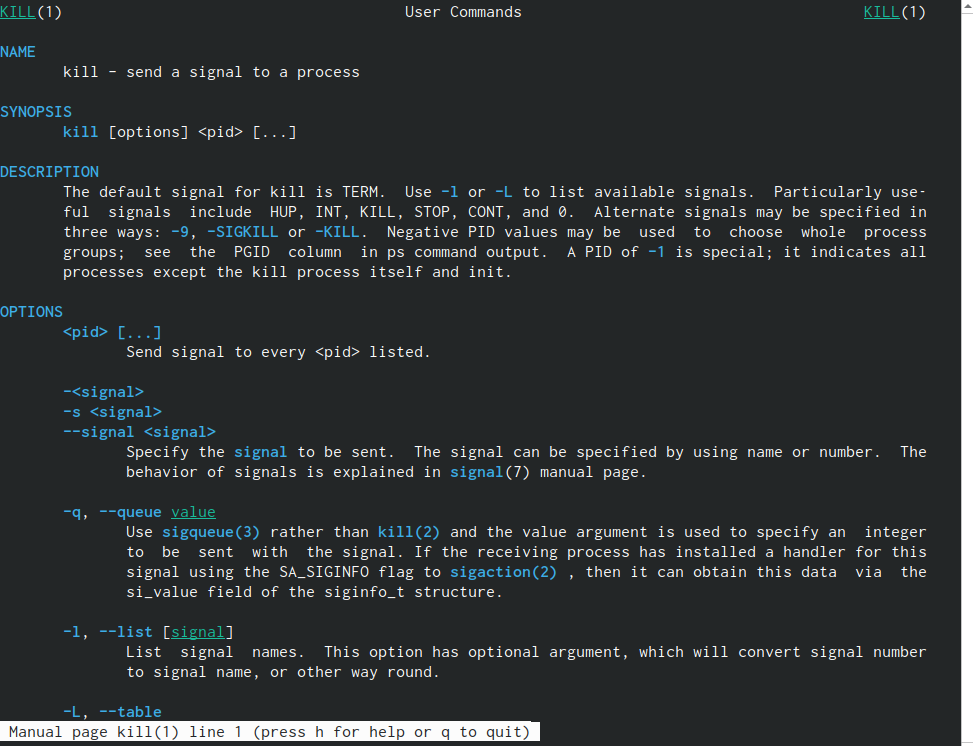 KILL(1)                                      User Commands                                      KILL(1)

NAME
       kill - send a signal to a process

SYNOPSIS
       kill [options] <pid> [...]

DESCRIPTION
       The default signal for kill is TERM.  Use -l or -L to list available signals.  Particularly use-
       ful  signals  include  HUP, INT, KILL, STOP, CONT, and 0.  Alternate signals may be specified in
       three ways: -9, -SIGKILL or -KILL.  Negative PID values may be  used  to  choose  whole  process
       groups;  see  the  PGID  column  in ps command output.  A PID of -1 is special; it indicates all
       processes except the kill process itself and init.

OPTIONS
       <pid> [...]
              Send signal to every <pid> listed.

       -<signal>
       -s <signal>
       --signal <signal>
              Specify the signal to be sent.  The signal can be specified by using name or number.  The
              behavior of signals is explained in signal(7) manual page.

       -q, --queue value
              Use sigqueue(3) rather than kill(2) and the value argument is used to specify an  integer
              to  be  sent  with  the signal. If the receiving process has installed a handler for this
              signal using the SA_SIGINFO flag to sigaction(2) , then it can obtain this data  via  the
              si_value field of the siginfo_t structure.

       -l, --list [signal]
              List  signal  names.  This option has optional argument, which will convert signal number
              to signal name, or other way round.

       -L, --table
 Manual page kill(1) line 1 (press h for help or q to quit)